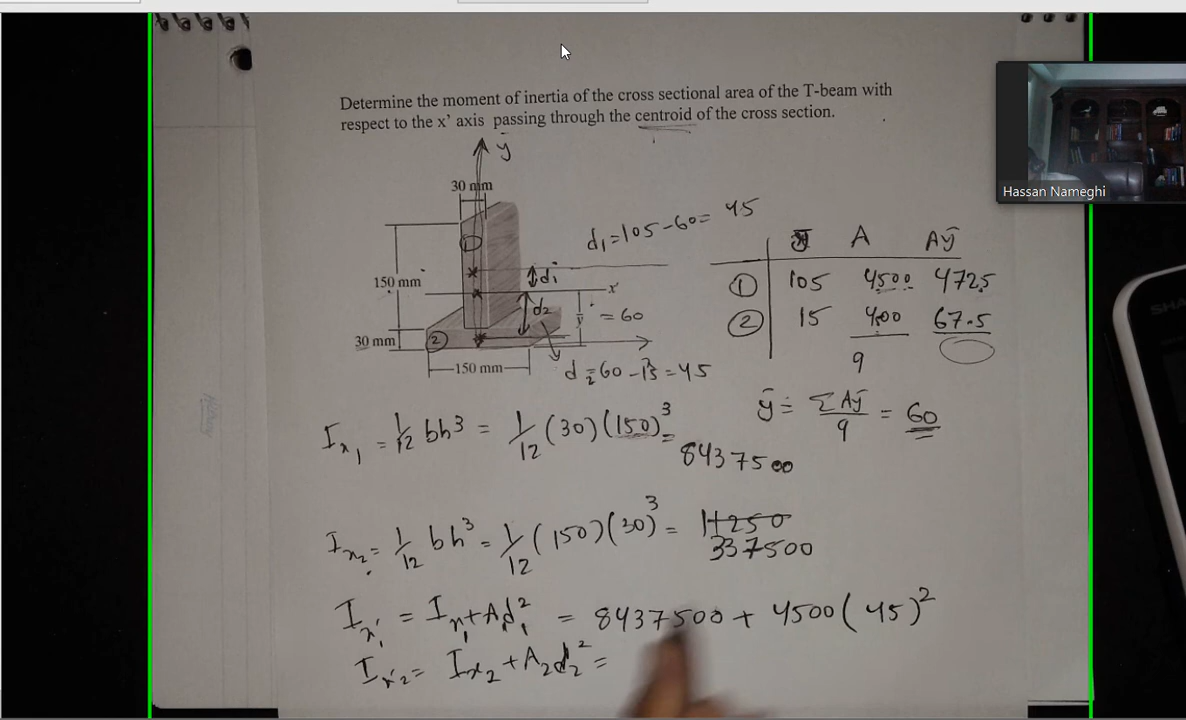 Determine the moment of inertia of the cross sectional area of the T-beam with
respect to the x' axis passing through the centroid of the cross section.
Hassan Nameghi
ȳ
30 mm
d₁=105-60= 45
ȳ A Aȳ
① 105 4500 4725
② 15 4500 67.5
9
①
150 mm
d₁
x'
d₂
ȳ = 60
30 mm
②
150 mm
d₂=60-15=45
ȳ = ΣAȳ/9 = 60
Iₓ₁ = 1/12 bh³ = 1/12 (30)(150)³ =
8437500
Iₓ₂ = 1/12 bh³ = 1/12 (150)(30)³ = 11250
337500
Iₓ'₁ = Iₓ₁+A₁d₁² = 8437500 + 4500(45)²
Iₓ'₂ = Iₓ₂+A₂d₂² =